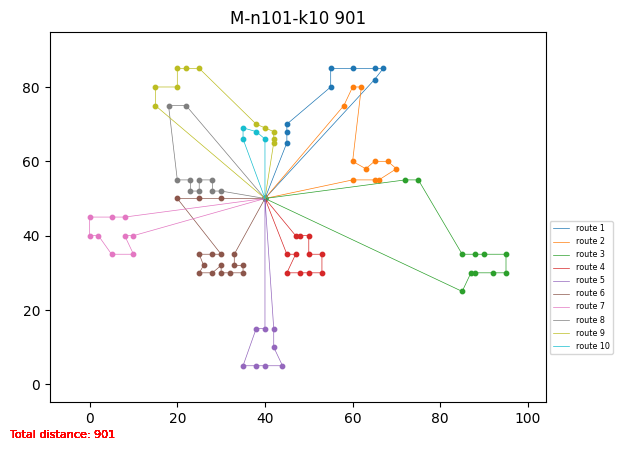 M-n101-k10 901
80
60
40
20
0
0 20 40 60 80 100
route 1
route 2
route 3
route 4
route 5
route 6
route 7
route 8
route 9
route 10
Total distance: 901